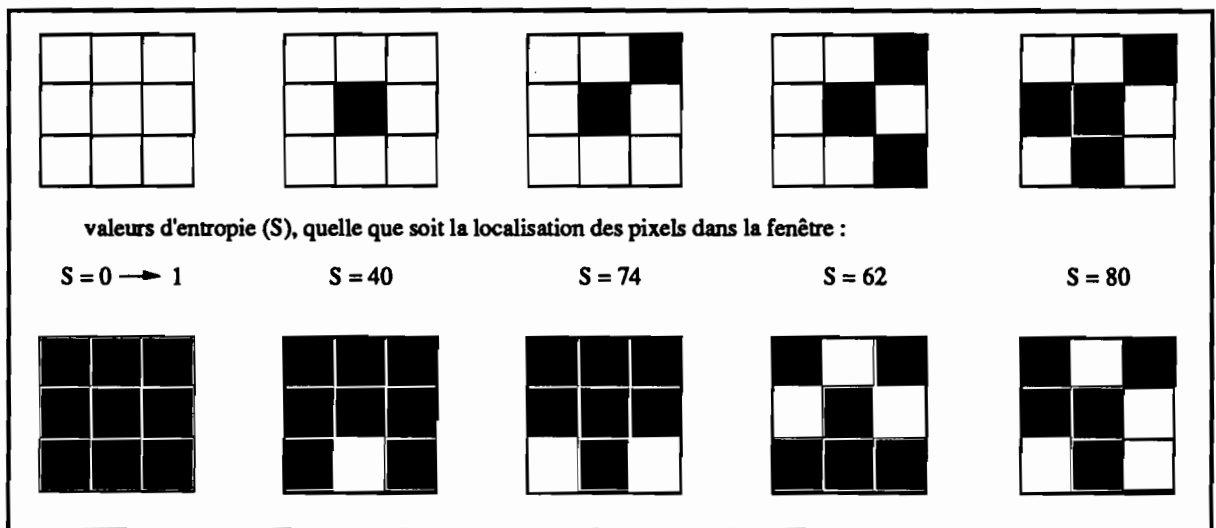 valeurs d'entropie (S), quelle que soit la localisation des pixels dans la fenêtre :
S = 0 → 1 S = 40 S = 74 S = 62 S = 80